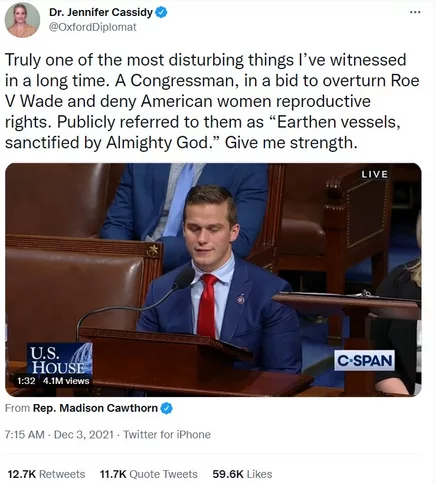 Dr. Jennifer Cassidy
@OxfordDiplomat
Truly one of the most disturbing things I've witnessed
in a long time. A Congressman, in a bid to overturn Roe
V Wade and deny American women reproductive
rights. Publicly referred to them as “Earthen vessels,
sanctified by Almighty God.” Give me strength.
LIVE
U.S.
HOUSE
C-SPAN
1:32 4.1M views
From Rep. Madison Cawthorn
7:15 AM · Dec 3, 2021 · Twitter for iPhone
12.7K Retweets 11.7K Quote Tweets 59.6K Likes